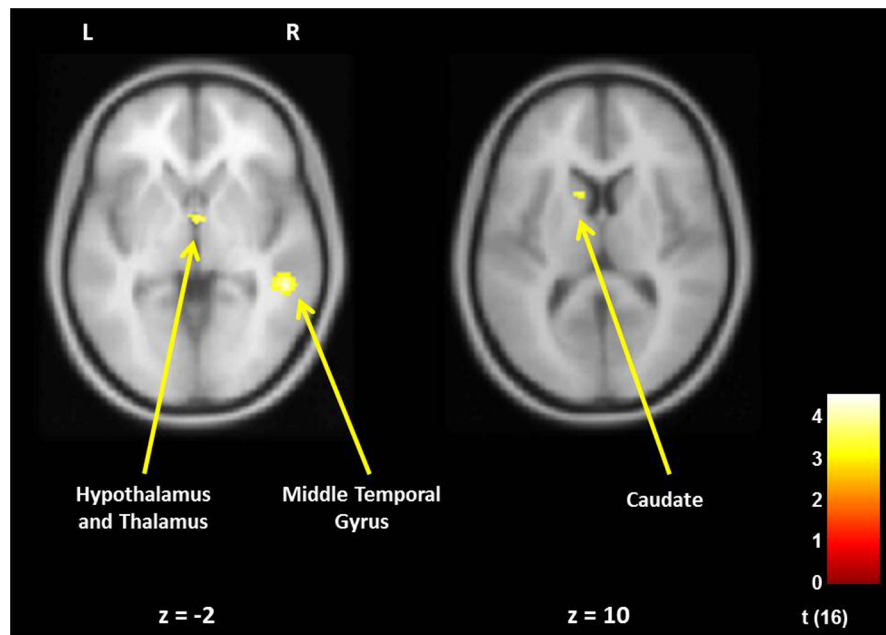 L
R
Hypothalamus
and Thalamus
Middle Temporal
Gyrus
Caudate
4
3
2
1
0
z = -2
z = 10
t (16)